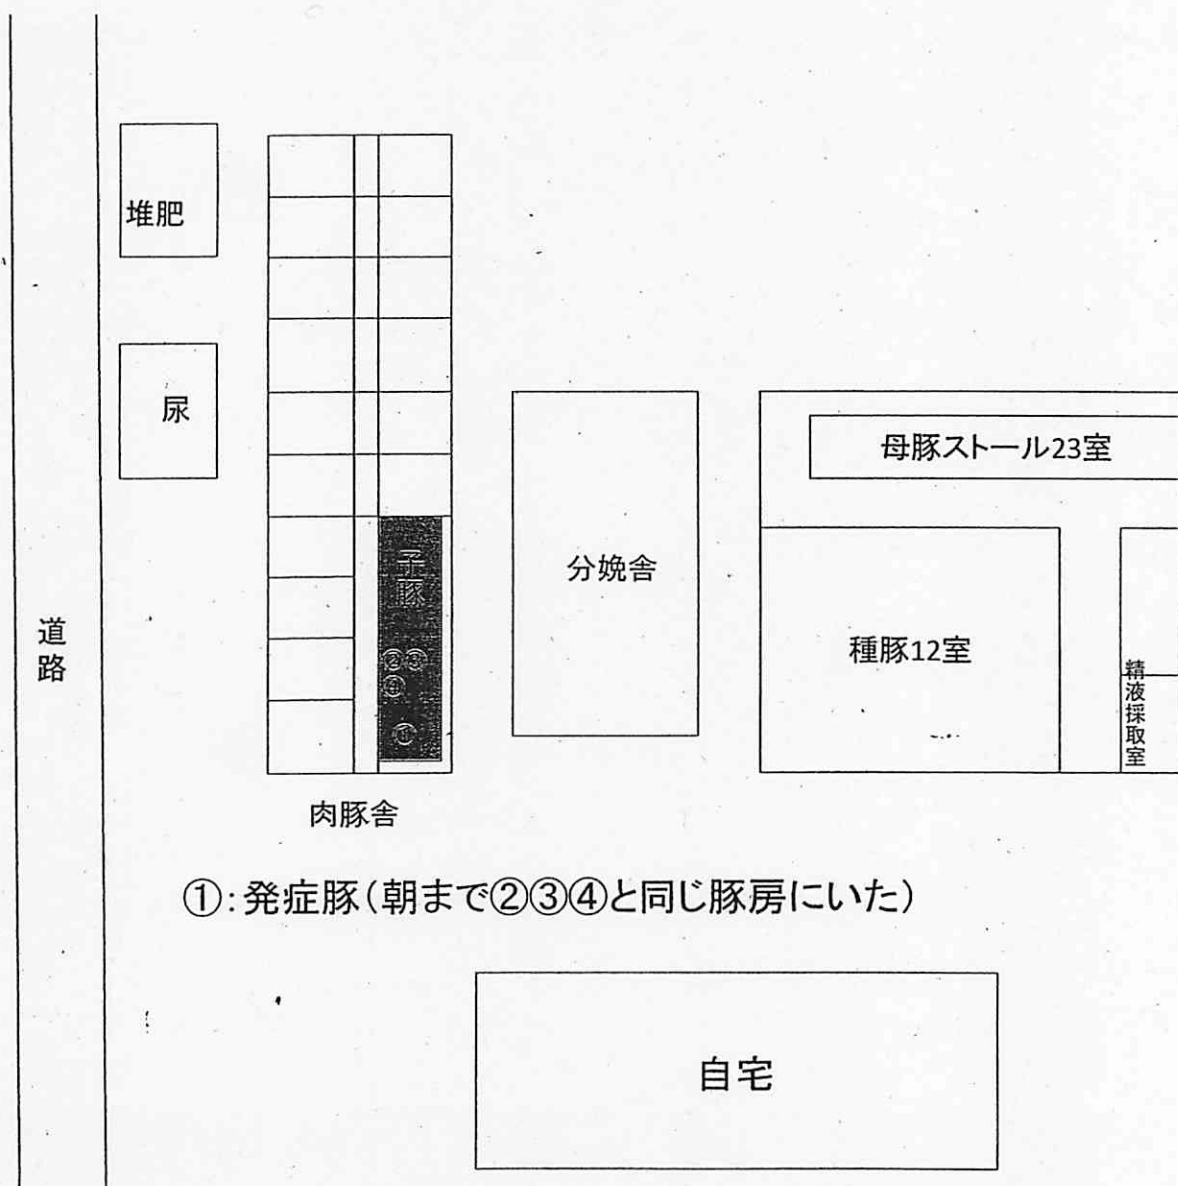 堆肥
尿
道路
子豚
②③
④
①
肉豚舎
分娩舎
母豚ストール23室
種豚12室
精液採取室
①：発症豚（朝まで②③④と同じ豚房にいた）
自宅